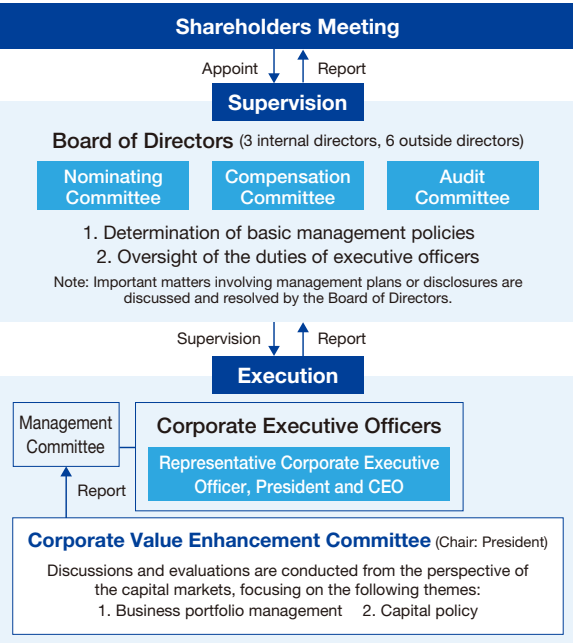 Shareholders Meeting
Appoint
Report
Supervision
Board of Directors (3 internal directors, 6 outside directors)
Nominating
Committee
Compensation
Committee
Audit
Committee
1. Determination of basic management policies
2. Oversight of the duties of executive officers
Note: Important matters involving management plans or disclosures are
discussed and resolved by the Board of Directors.
Supervision
Report
Execution
Management
Committee
Corporate Executive Officers
Representative Corporate Executive
Officer, President and CEO
Report
Corporate Value Enhancement Committee (Chair: President)
Discussions and evaluations are conducted from the perspective of
the capital markets, focusing on the following themes:
1. Business portfolio management 2. Capital policy